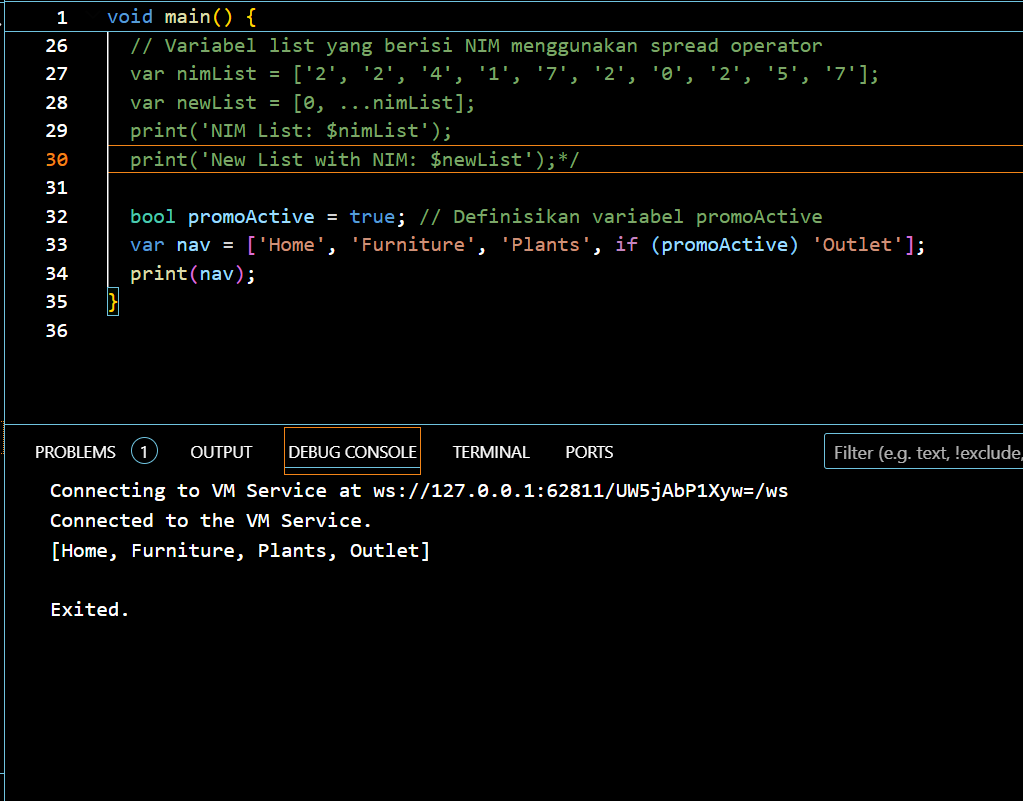 1 void main() {
26 // Variabel list yang berisi NIM menggunakan spread operator
27 var nimList = ['2', '2', '4', '1', '7', '2', '0', '2', '5', '7'];
28 var newList = [0, ...nimList];
29 print('NIM List: $nimList');
30 print('New List with NIM: $newList');*/
31
32 bool promoActive = true; // Definisikan variabel promoActive
33 var nav = ['Home', 'Furniture', 'Plants', if (promoActive) 'Outlet'];
34 print(nav);
35 }
36
PROBLEMS 1 OUTPUT DEBUG CONSOLE TERMINAL PORTS Filter (e.g. text, !exclude,
Connecting to VM Service at ws://127.0.0.1:62811/UW5jAbP1Xyw=/ws
Connected to the VM Service.
[Home, Furniture, Plants, Outlet]
Exited.